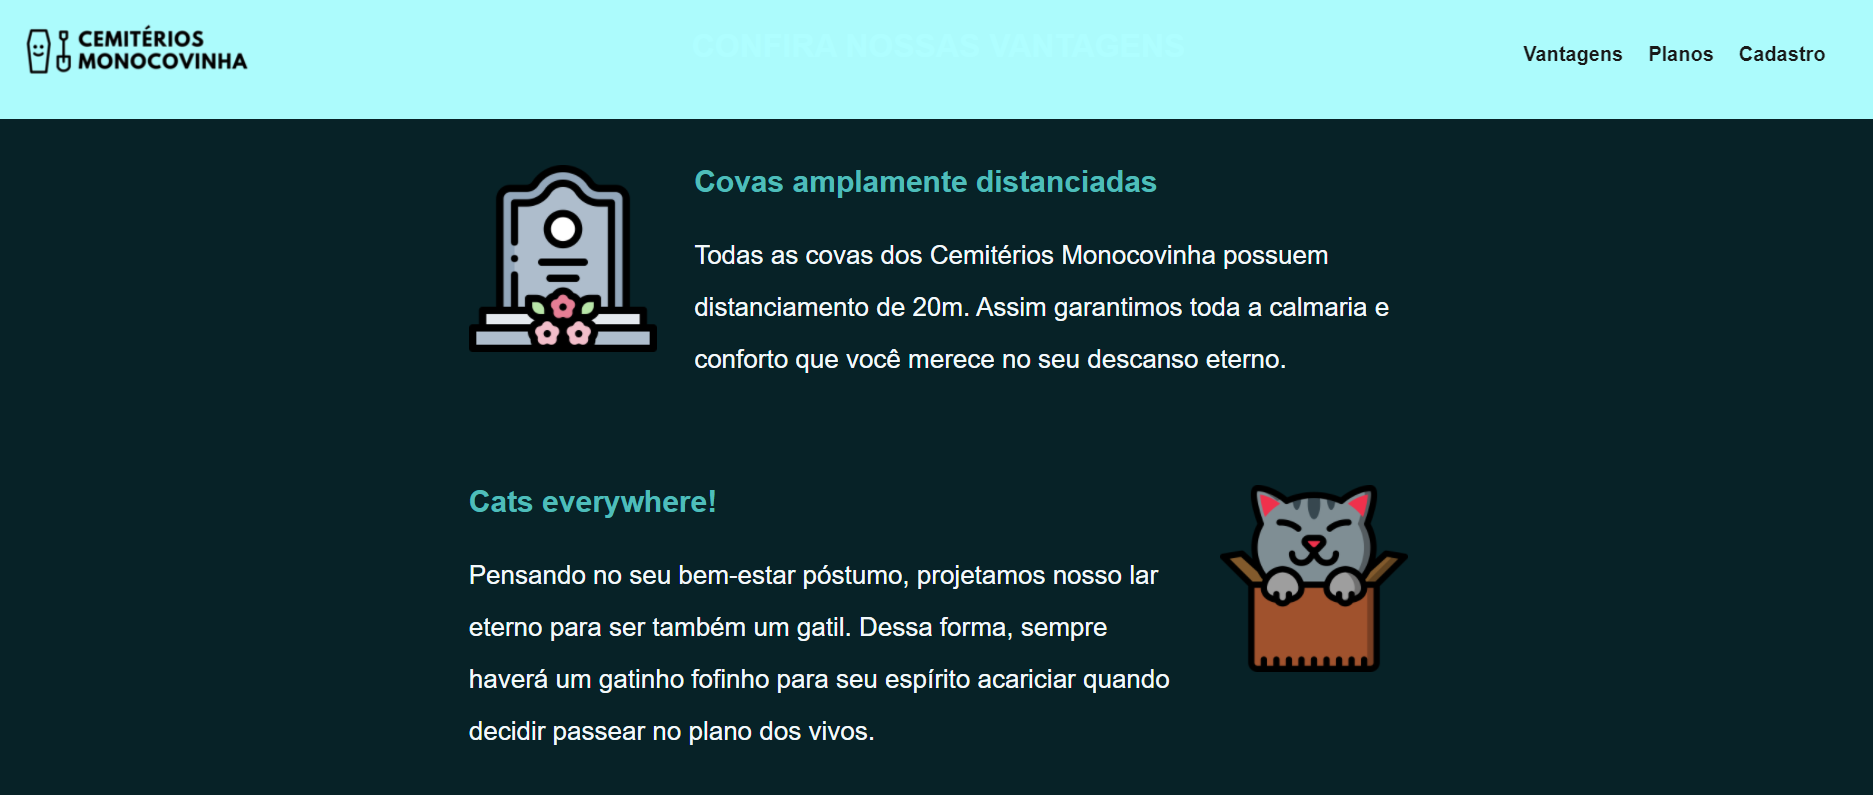 CEMITÉRIOS
MONOCOVINHA
CONFIRA NOSSAS VANTAGENS
Vantagens Planos Cadastro
Covas amplamente distanciadas
Todas as covas dos Cemitérios Monocovinha possuem
distanciamento de 20m. Assim garantimos toda a calmaria e
conforto que você merece no seu descanso eterno.
Cats everywhere!
Pensando no seu bem-estar póstumo, projetamos nosso lar
eterno para ser também um gatil. Dessa forma, sempre
haverá um gatinho fofinho para seu espírito acariciar quando
decidir passear no plano dos vivos.